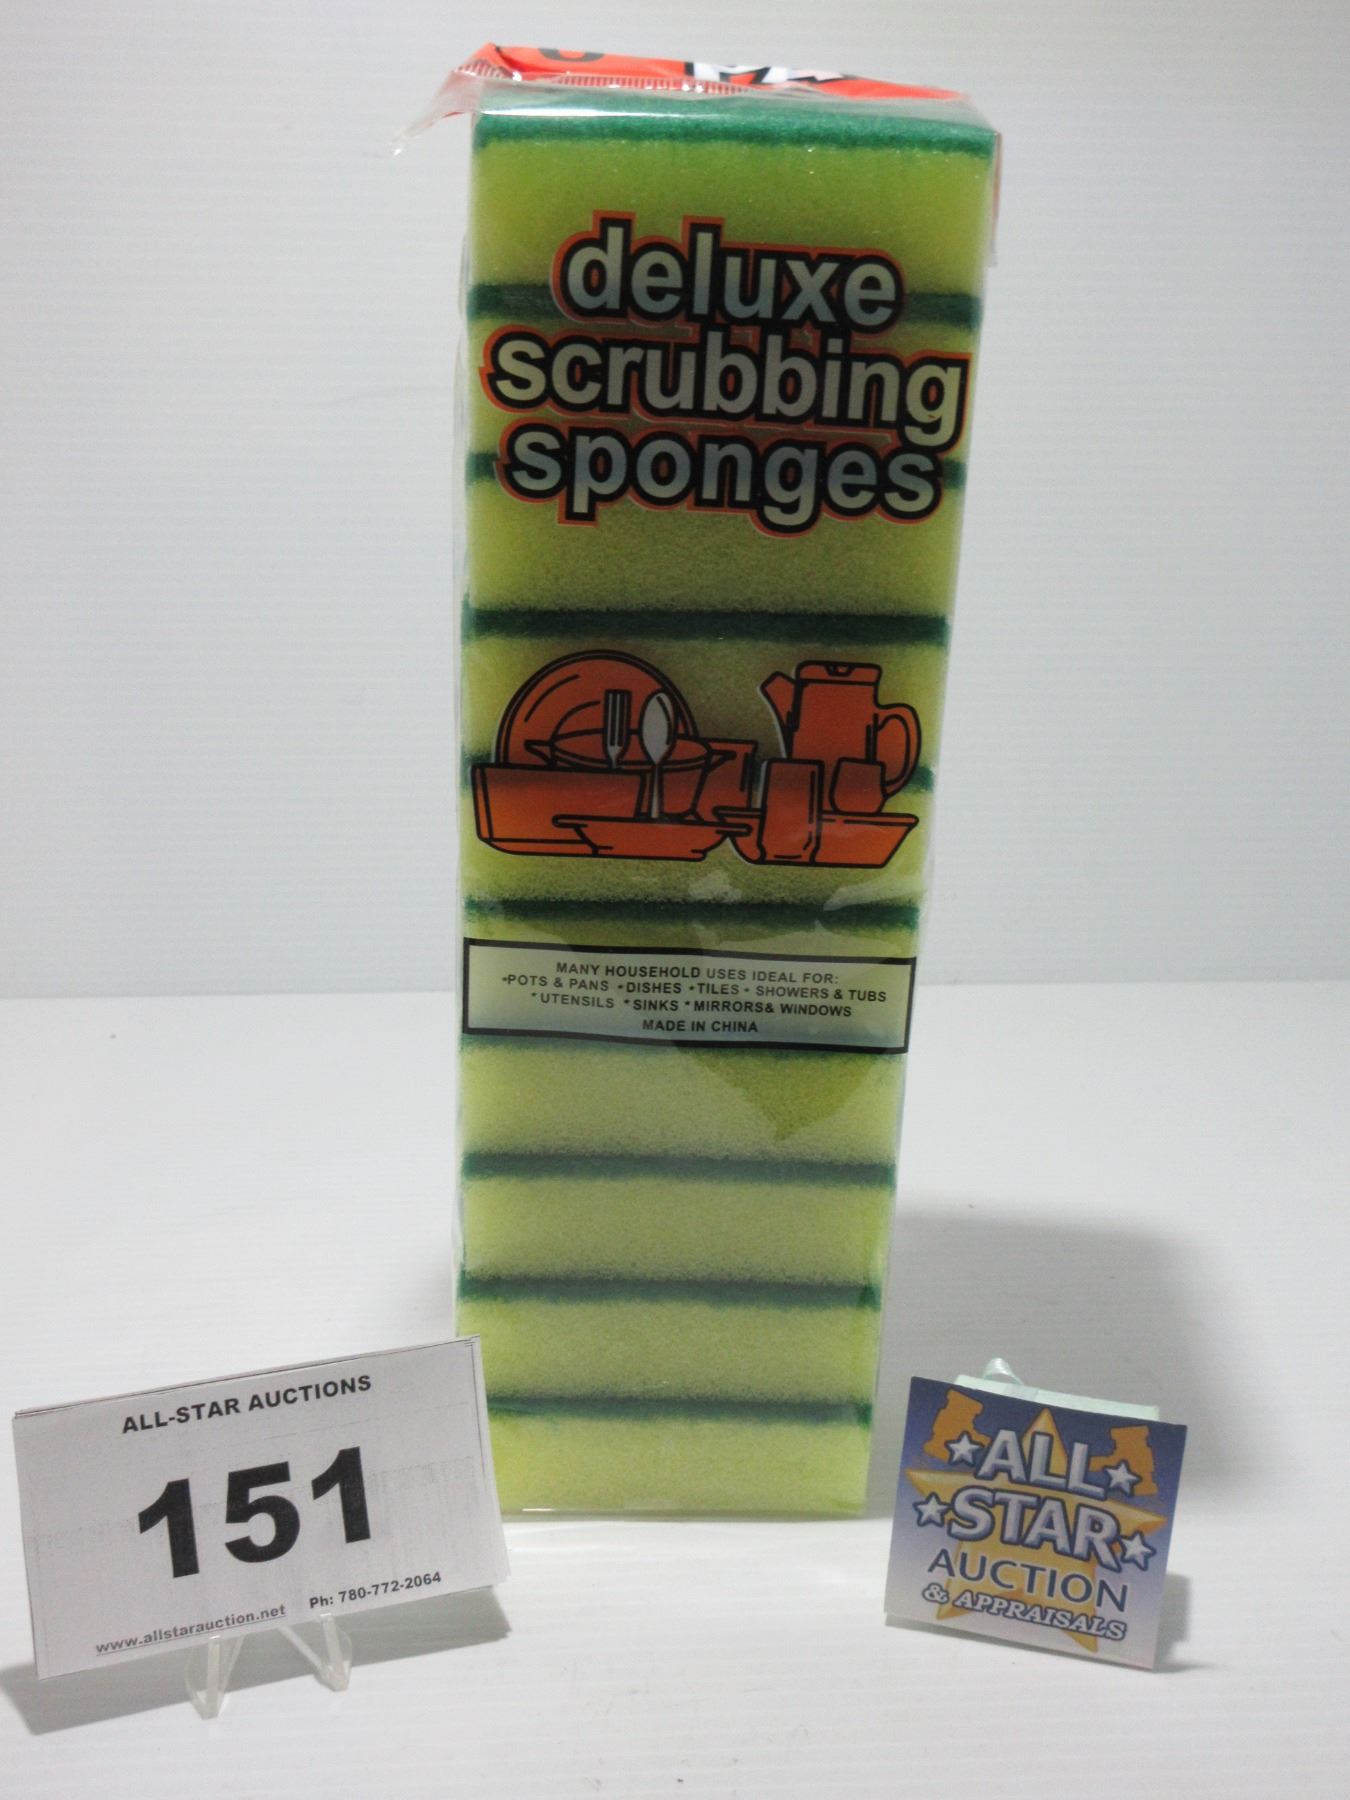 deluxe
scrubbing
sponges
MANY HOUSEHOLD USES IDEAL FOR:
*POTS & PANS *DISHES *TILES * SHOWERS & TUBS
* UTENSILS *SINKS *MIRRORS& WINDOWS
MADE IN CHINA
ALL-STAR AUCTIONS
151
www.allstarauction.net Ph: 780-772-2064
ALL
STAR
AUCTION
& APPRAISALS